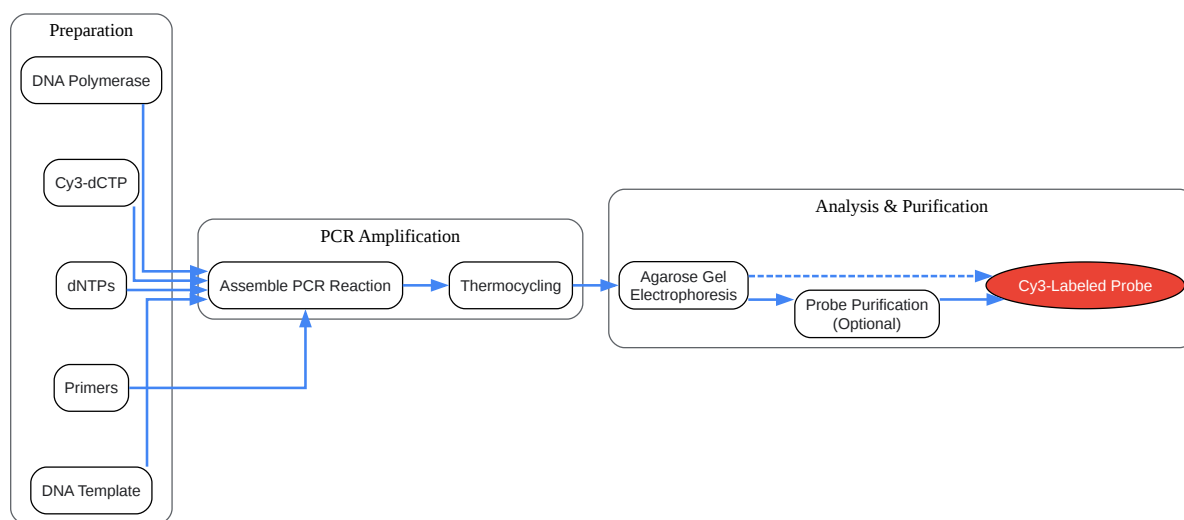 Preparation
DNA Polymerase
Cy3-dCTP
dNTPs
Primers
DNA Template
PCR Amplification
Assemble PCR Reaction
Thermocycling
Analysis & Purification
Agarose Gel
Electrophoresis
Probe Purification
(Optional)
Cy3-Labeled Probe